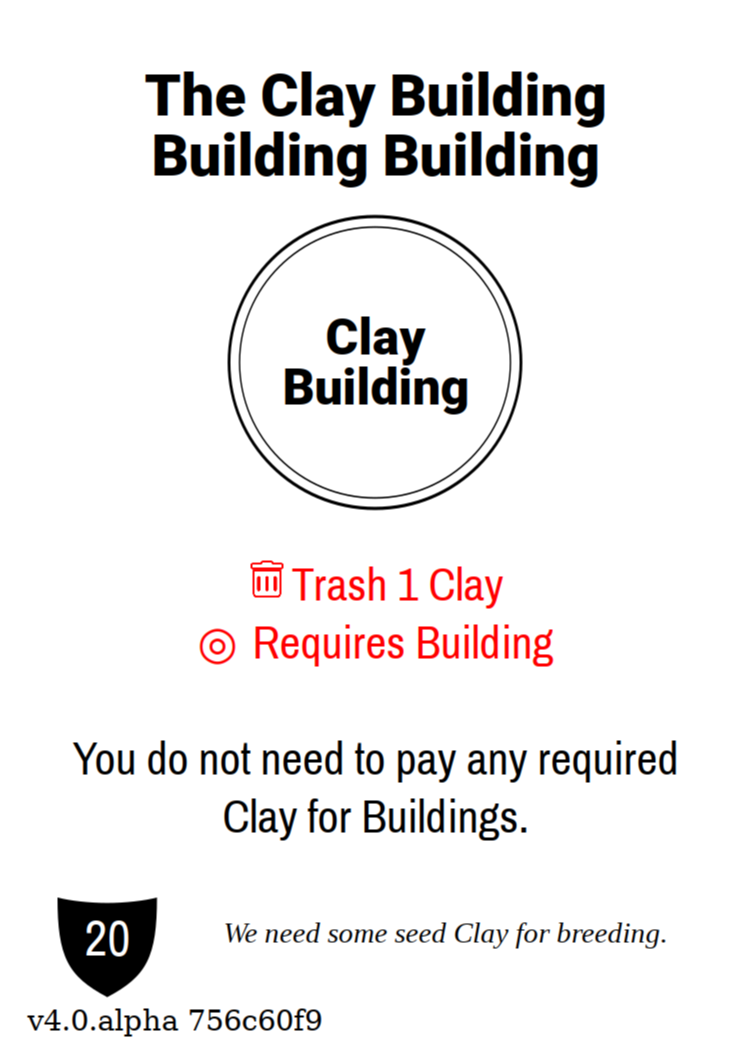 The Clay Building
Building Building
Clay
Building
Trash 1 Clay
Requires Building
You do not need to pay any required
Clay for Buildings.
20
We need some seed Clay for breeding.
v4.0.alpha 756c60f9